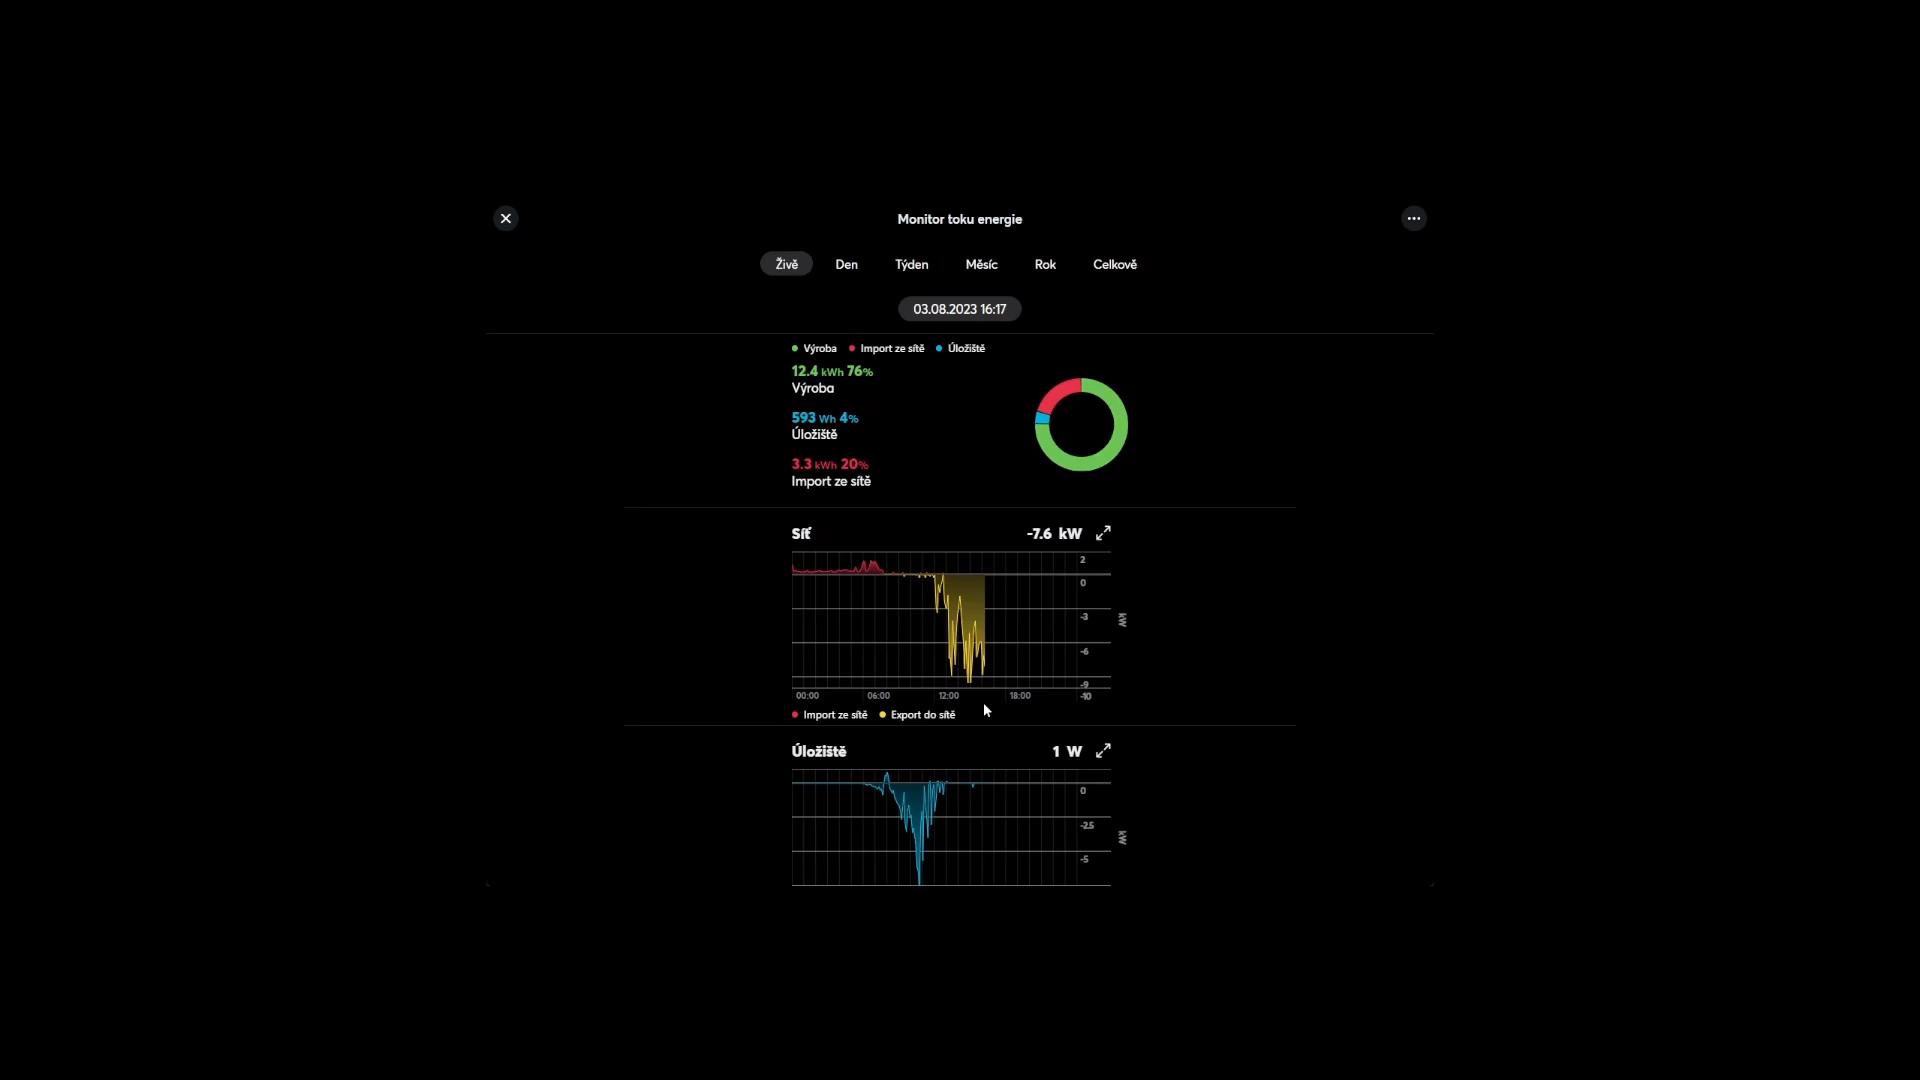 Monitor toku energie
Živě Den Týden Měsíc Rok Celkově
03.08.2023 16:17
Výroba Import ze sítě Úložiště
12.4 kWh 76%
Výroba
593 Wh 4%
Úložiště
3.3 kWh 20%
Import ze sítě
Síť -7.6 kW
2
0
-3
kW
-6
-9
-10
00:00 06:00 12:00 18:00
Import ze sítě Export do sítě
Úložiště 1 W
0
-2.5
kW
-5